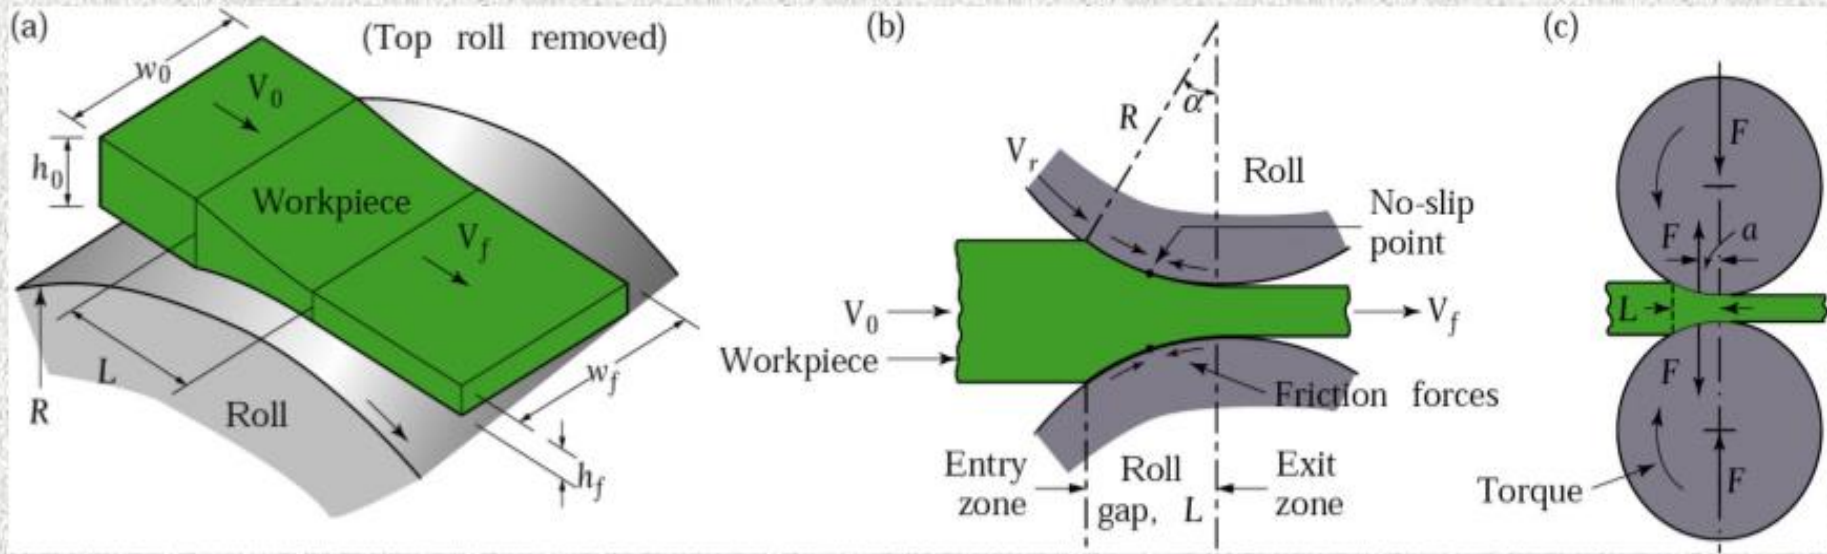 (a)
(Top roll removed)
w0
V0
h0
Workpiece
Vf
L
wf
R
Roll
hf
(b)
α
R
Vr
Roll
No-slip
point
V0
Vf
Workpiece
Friction forces
Entry
zone
Roll
gap, L
Exit
zone
(c)
F
F
a
L
F
Torque
F